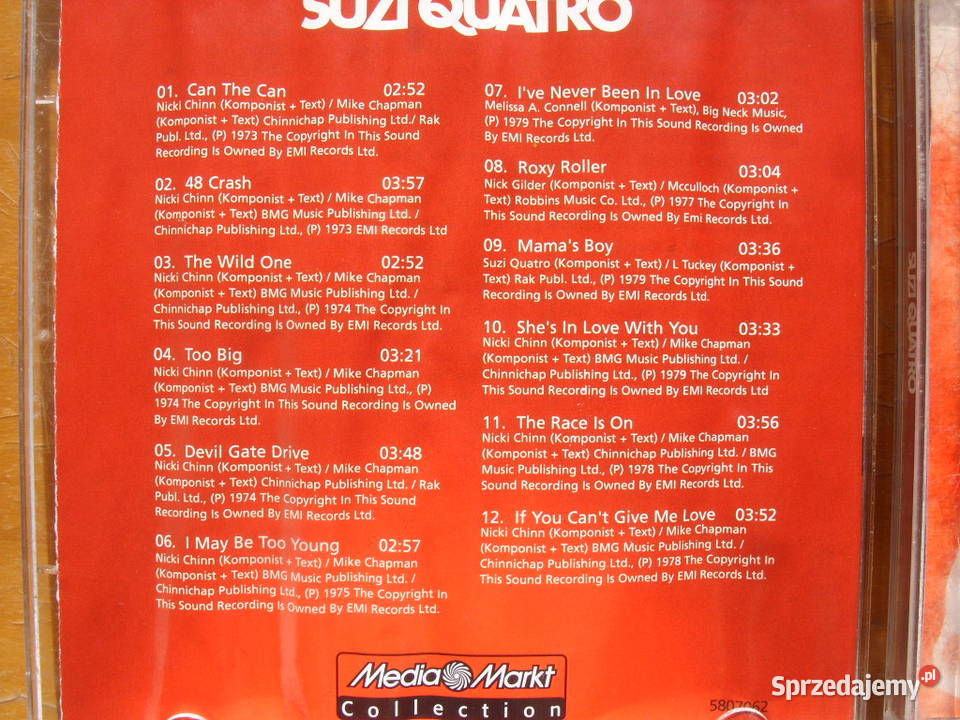 SUZI QUATRO
01. Can The Can 02:52
Nicki Chinn (Komponist + Text) / Mike Chapman
(Komponist + Text) Chinnichap Publishing Ltd./ Rak
Publ. Ltd., (P) 1973 The Copyright In This Sound
Recording Is Owned By EMI Records Ltd.
02. 48 Crash 03:57
Nicki Chinn (Komponist + Text) / Mike Chapman
(Komponist + Text) BMG Music Publishing Ltd. /
Chinnichap Publishing Ltd., (P) 1973 EMI Records Ltd
03. The Wild One 02:52
Nicki Chinn (Komponist + Text) / Mike Chapman
(Komponist + Text) BMG Music Publishing Ltd. /
Chinnichap Publishing Ltd., (P) 1974 The Copyright In
This Sound Recording Is Owned By EMI Records Ltd.
04. Too Big 03:21
Nicki Chinn (Komponist + Text) / Mike Chapman
(Komponist + Text) BMG Music Publishing Ltd., (P)
1974 The Copyright In This Sound Recording Is Owned
By EMI Records Ltd.
05. Devil Gate Drive 03:48
Nicki Chinn (Komponist + Text) / Mike Chapman
(Komponist + Text) Chinnichap Publishing Ltd. / Rak
Publ. Ltd., (P) 1974 The Copyright In This Sound
Recording Is Owned By EMI Records Ltd.
06. I May Be Too Young 02:57
Nicki Chinn (Komponist + Text) / Mike Chapman
(Komponist + Text) BMG Music Publishing Ltd. /
Chinnichap Publishing Ltd., (P) 1975 The Copyright In
This Sound Recording Is Owned By EMI Records Ltd.
07. I've Never Been In Love 03:02
Melissa A. Connell (Komponist + Text), Big Neck Music,
(P) 1979 The Copyright In This Sound Recording Is Owned
By EMI Records Ltd.
08. Roxy Roller 03:04
Nick Gilder (Komponist + Text) / Mcculloch (Komponist +
Text) Robbins Music Co. Ltd., (P) 1977 The Copyright In
This Sound Recording Is Owned By Emi Records Ltd.
09. Mama's Boy 03:36
Suzi Quatro (Komponist + Text) / L Tuckey (Komponist +
Text) Rak Publ. Ltd., (P) 1979 The Copyright In This Sound
Recording Is Owned By EMI Records Ltd.
10. She's In Love With You 03:33
Nicki Chinn (Komponist + Text) / Mike Chapman
(Komponist + Text) BMG Music Publishing Ltd. /
Chinnichap Publishing Ltd., (P) 1979 The Copyright In
This Sound Recording Is Owned By EMI Records Ltd
11. The Race Is On 03:56
Nicki Chinn (Komponist + Text) / Mike Chapman
(Komponist + Text) Chinnichap Publishing Ltd. / BMG
Music Publishing Ltd., (P) 1978 The Copyright In This
Sound Recording Is Owned By EMI Records Ltd.
12. If You Can't Give Me Love 03:52
Nicki Chinn (Komponist + Text) / Mike Chapman
(Komponist + Text) BMG Music Publishing Ltd. /
Chinnichap Publishing Ltd., (P) 1978 The Copyright In
This Sound Recording Is Owned By EMI Records Ltd.
Media Markt
Collection
5807062
SUZI QUATRO
Sprzedajemy.pl